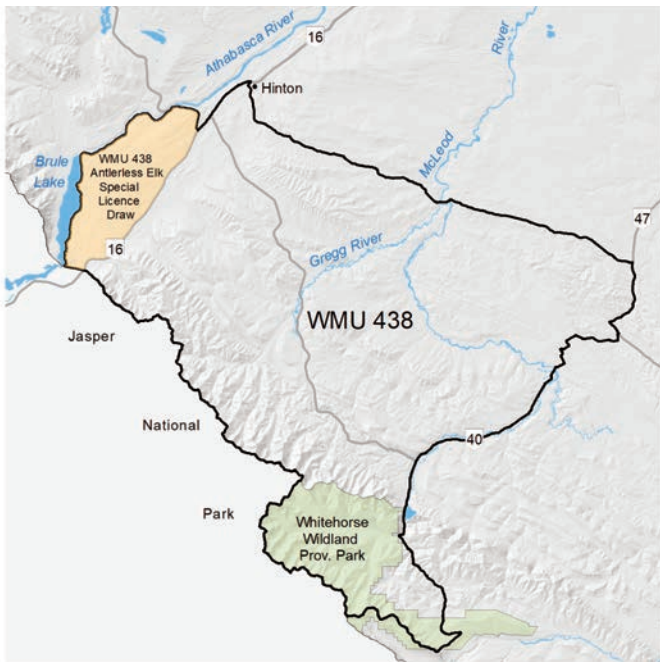 16
Athabasca River
River
Hinton
WMU 438
Antlerless Elk
Special
Licence
Draw
Brule
Lake
McLeod
47
16
Gregg River
WMU 438
Jasper
National
40
Park
Whitehorse
Wildland
Prov. Park